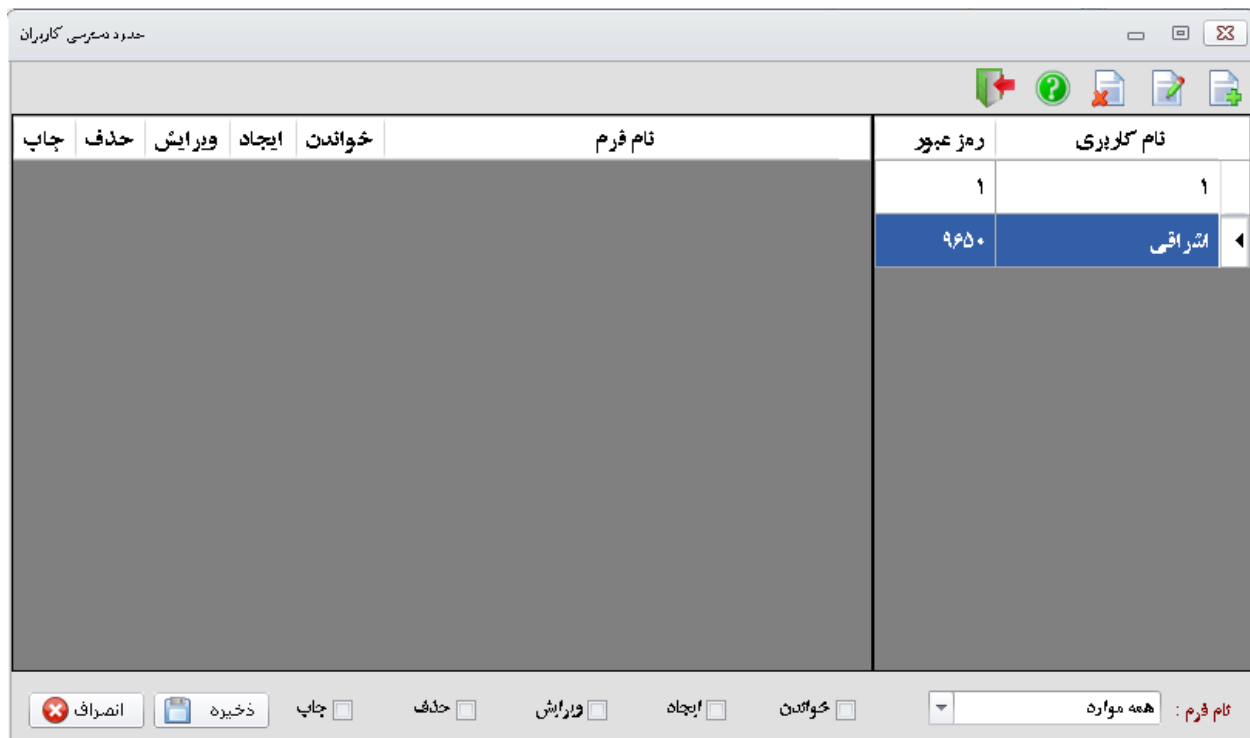 حدود دسترسی کاربران
نام کاربری رمز عبور
نام فرم خواندن ایجاد ویرایش حذف چاپ
۱ ۱
اشراقی ۹۶۵۰
نام فرم : همه موارد خواندن ایجاد ویرایش حذف چاپ ذخیره انصراف